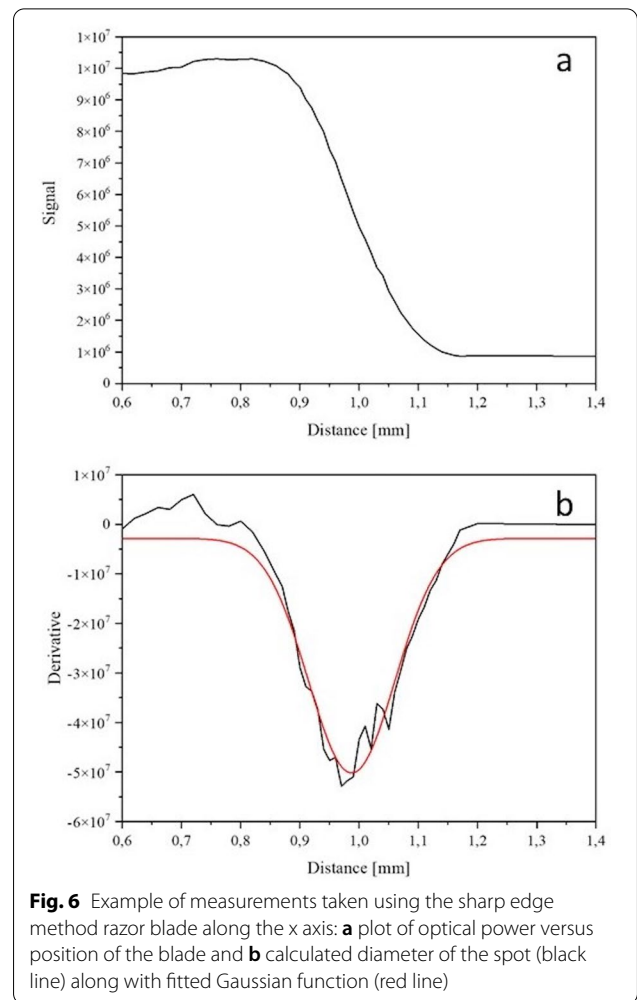 a
1×10⁷
1×10⁷
9×10⁶
8×10⁶
7×10⁶
6×10⁶
5×10⁶
4×10⁶
3×10⁶
2×10⁶
1×10⁶
0
Signal
0,6 0,7 0,8 0,9 1,0 1,1 1,2 1,3 1,4
Distance [mm]
b
1×10⁷
0
-1×10⁷
-2×10⁷
-3×10⁷
-4×10⁷
-5×10⁷
-6×10⁷
Derivative
0,6 0,7 0,8 0,9 1,0 1,1 1,2 1,3 1,4
Distance [mm]
Fig. 6 Example of measurements taken using the sharp edge
method razor blade along the x axis: a plot of optical power versus
position of the blade and b calculated diameter of the spot (black
line) along with fitted Gaussian function (red line)